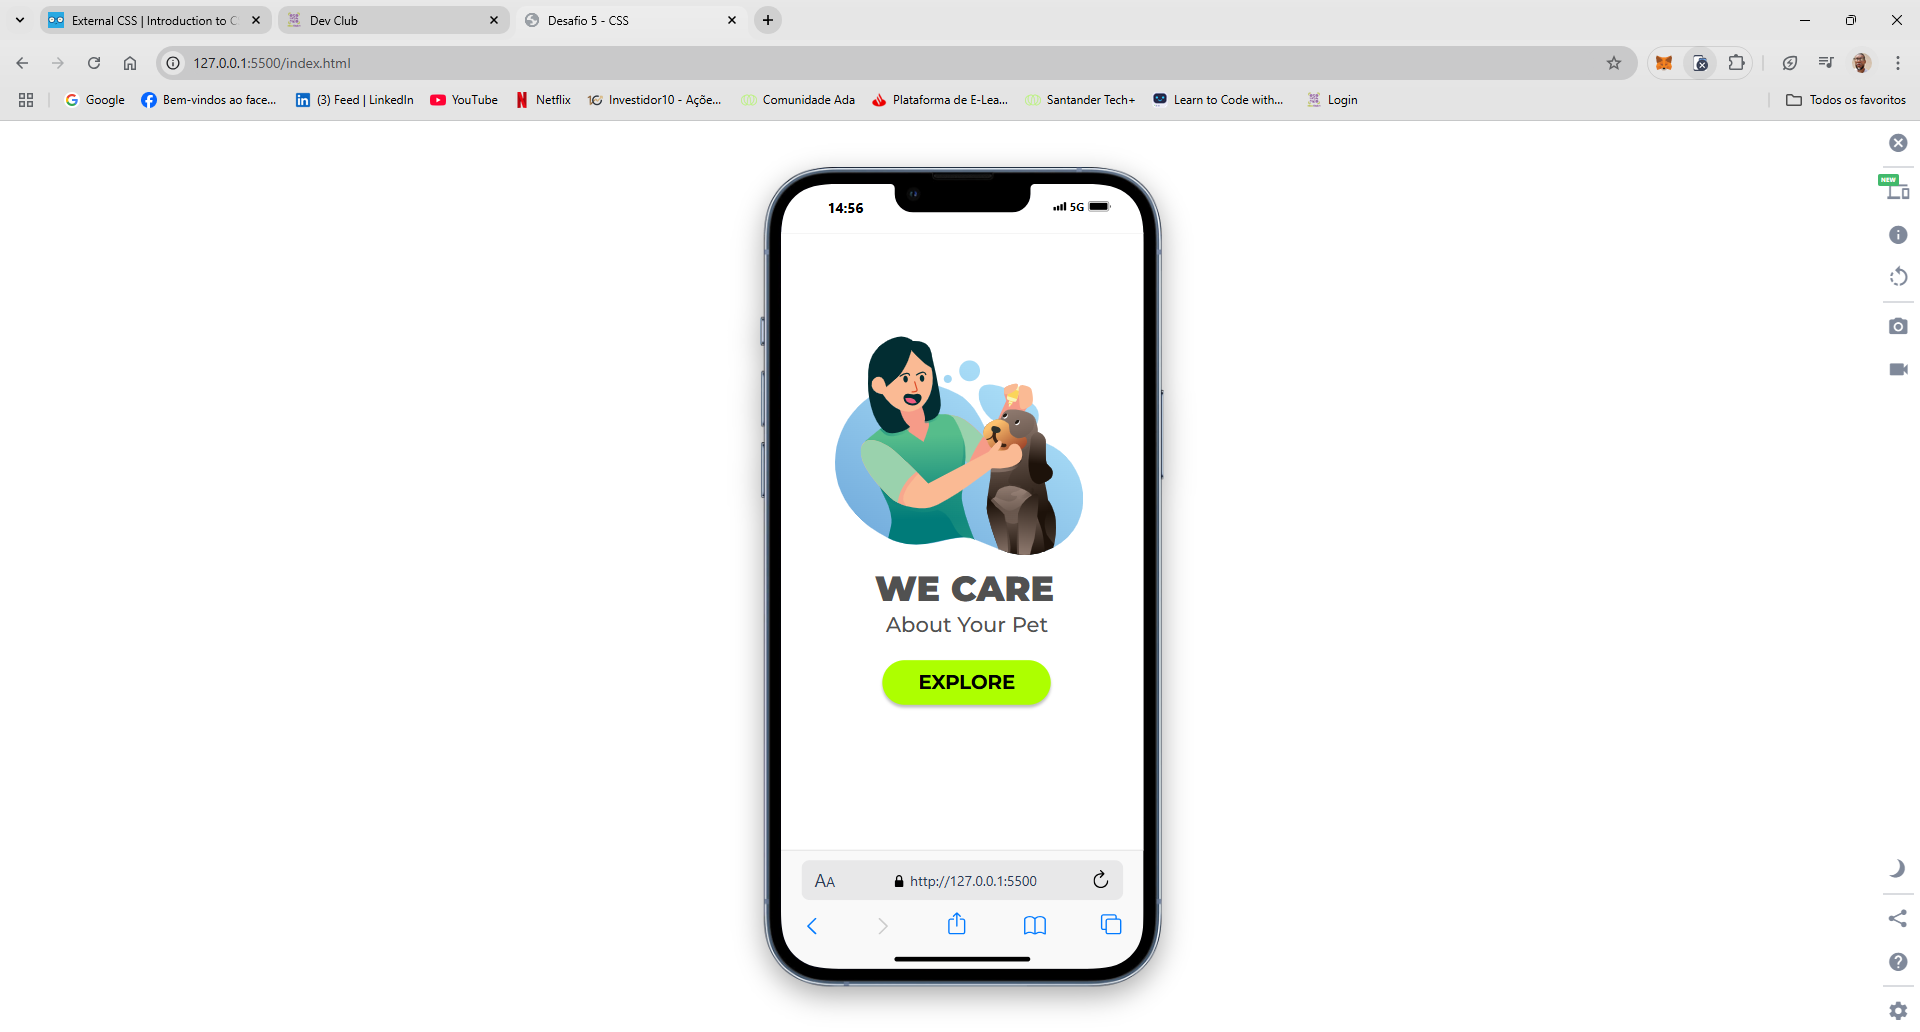 External CSS | Introduction to C
Dev Club
Desafio 5 - CSS
127.0.0.1:5500/index.html
Google
Bem-vindos ao face...
(3) Feed | LinkedIn
YouTube
Netflix
Investidor10 - Açõe...
Comunidade Ada
Plataforma de E-Lea...
Santander Tech+
Learn to Code with...
Login
Todos os favoritos
NEW
14:56
5G
WE CARE
About Your Pet
EXPLORE
AA
http://127.0.0.1:5500